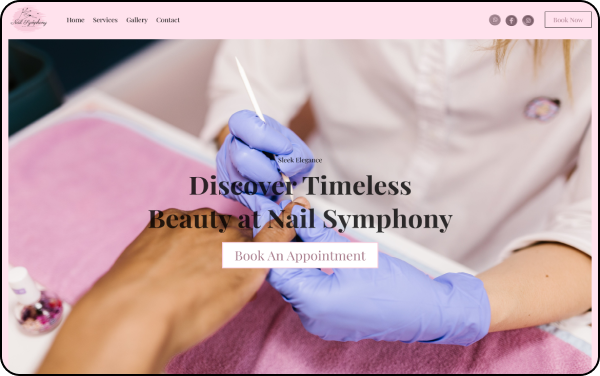 Nail Symphony
Home Services Gallery Contact
Book Now
Sleek Elegance
Discover Timeless
Beauty at Nail Symphony
Book An Appointment